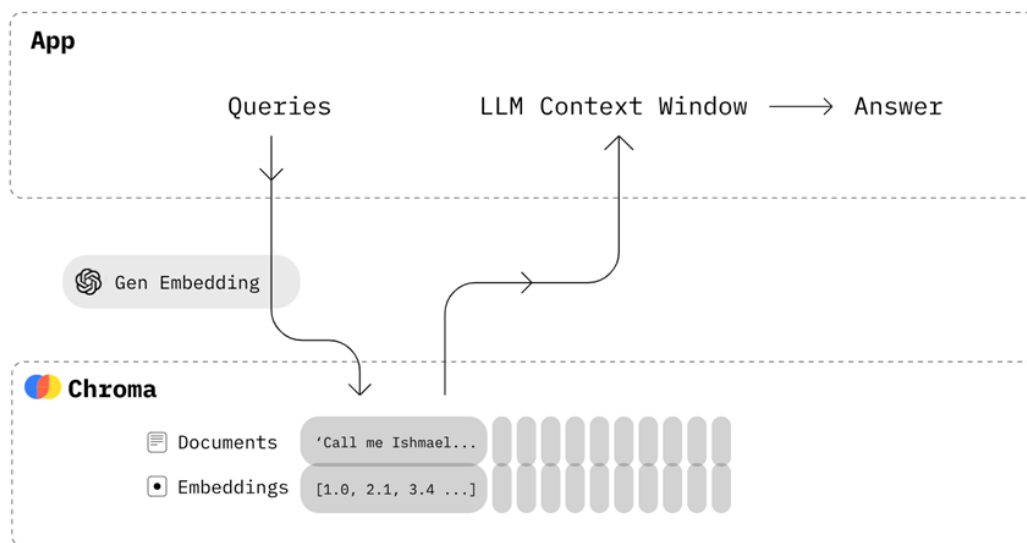 App
Queries
LLM Context Window
Answer
Gen Embedding
Chroma
Documents
‘Call me Ishmael...
Embeddings
[1.0, 2.1, 3.4 ...]